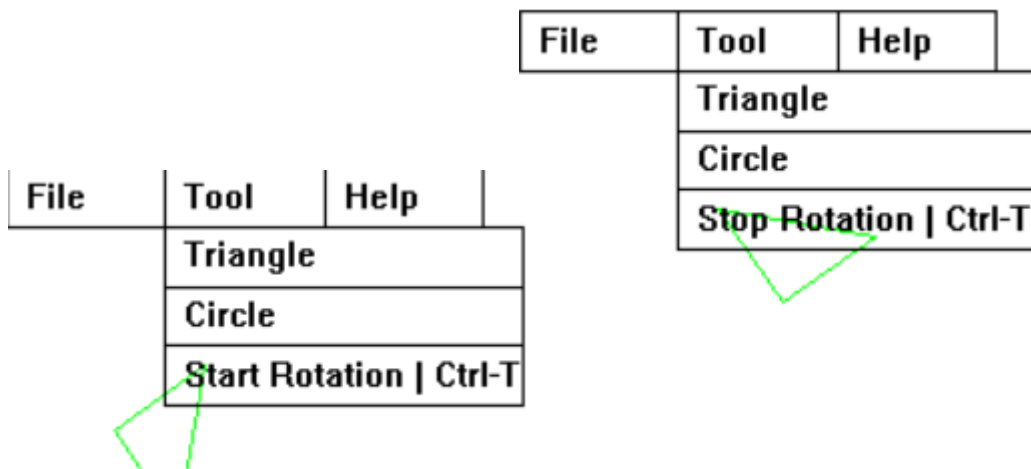 File Tool Help
Triangle
Circle
Start Rotation | Ctrl-T
File Tool Help
Triangle
Circle
Stop Rotation | Ctrl-T